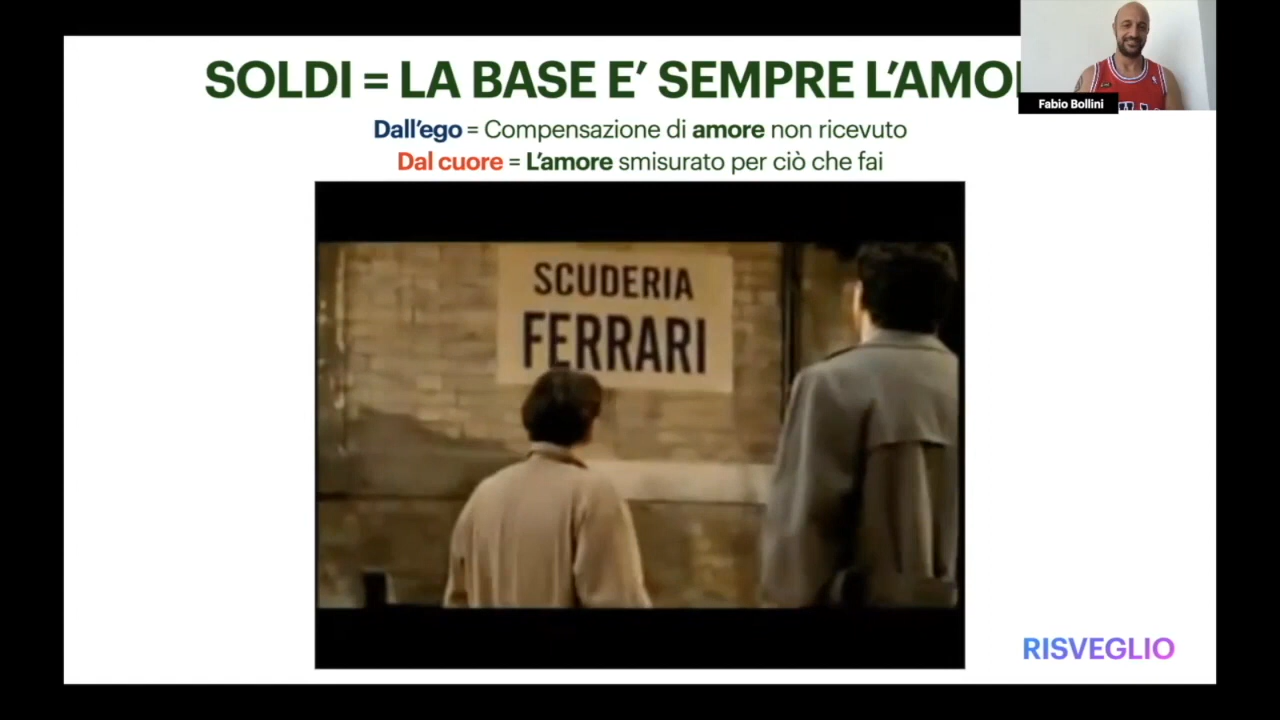 SOLDI = LA BASE E’ SEMPRE L’AMO
Fabio Bollini
Dall’ego = Compensazione di amore non ricevuto
Dal cuore = L’amore smisurato per ciò che fai
SCUDERIA
FERRARI
RISVEGLIO